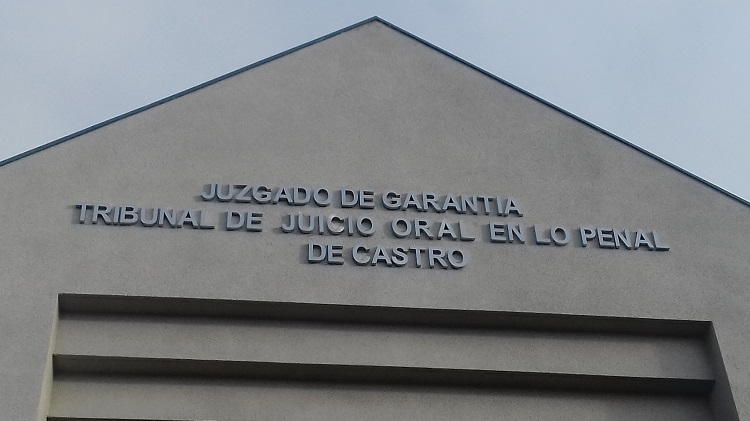 JUZGADO DE GARANTIA
TRIBUNAL DE JUICIO ORAL EN LO PENAL
DE CASTRO